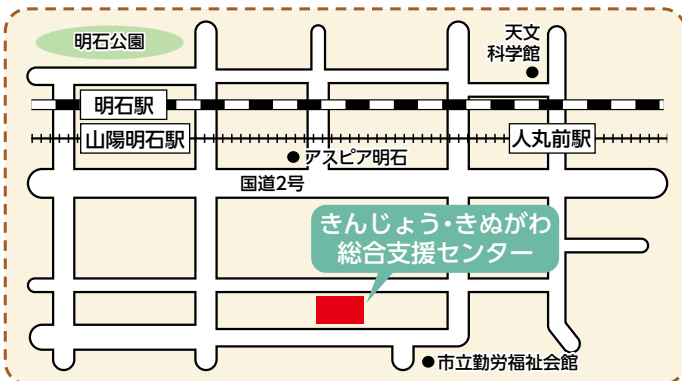 明石公園
天文
科学館
明石駅
山陽明石駅
人丸前駅
アスピア明石
国道2号
きんじょう・きぬがわ
総合支援センター
市立勤労福祉会館